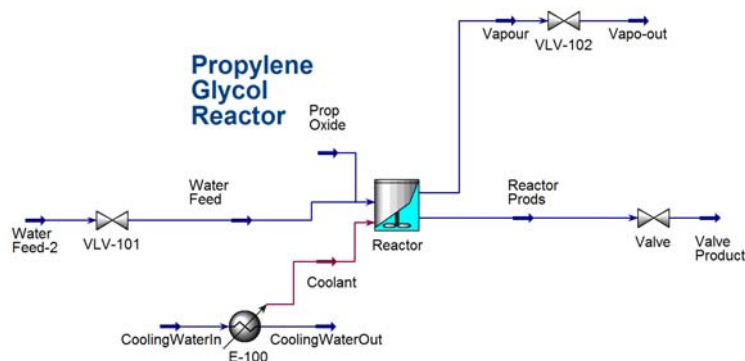 Vapour
VLV-102
Vapo-out
Propylene
Glycol
Reactor
Prop
Oxide
Water
Feed
Reactor
Prods
Water
Feed-2
VLV-101
Reactor
Valve
Valve
Product
Coolant
CoolingWaterIn
CoolingWaterOut
E-100